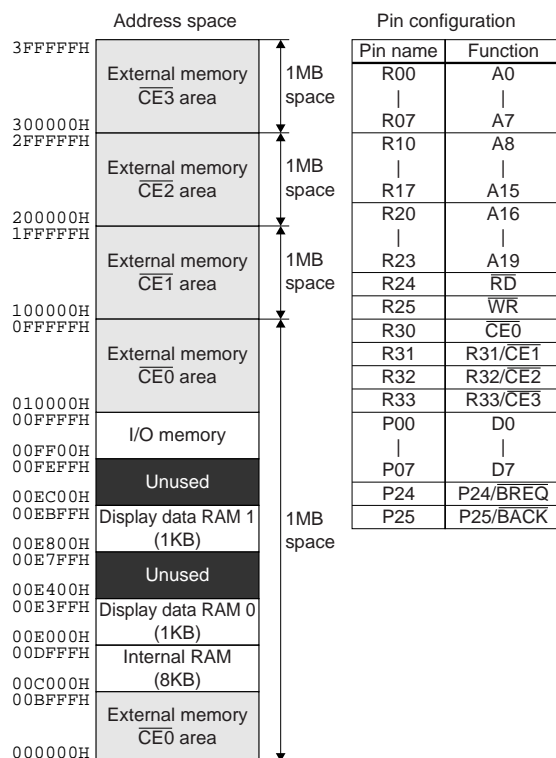 Address space
3FFFFFH
External memory
CE3 area
1MB
space
300000H
2FFFFFH
External memory
CE2 area
1MB
space
200000H
1FFFFFH
External memory
CE1 area
1MB
space
100000H
0FFFFFH
External memory
CE0 area
010000H
00FFFFH
I/O memory
00FF00H
00FEFFH
Unused
00EC00H
00EBFFH
Display data RAM 1
(1KB)
1MB
space
00E800H
00E7FFH
Unused
00E400H
00E3FFH
Display data RAM 0
(1KB)
00E000H
00DFFFH
Internal RAM
(8KB)
00C000H
00BFFFH
External memory
CE0 area
000000H
Pin configuration
Pin name Function
R00 A0
| |
R07 A7
R10 A8
| |
R17 A15
R20 A16
| |
R23 A19
R24 RD
R25 WR
R30 CE0
R31 R31/CE1
R32 R32/CE2
R33 R33/CE3
P00 D0
| |
P07 D7
P24 P24/BREQ
P25 P25/BACK